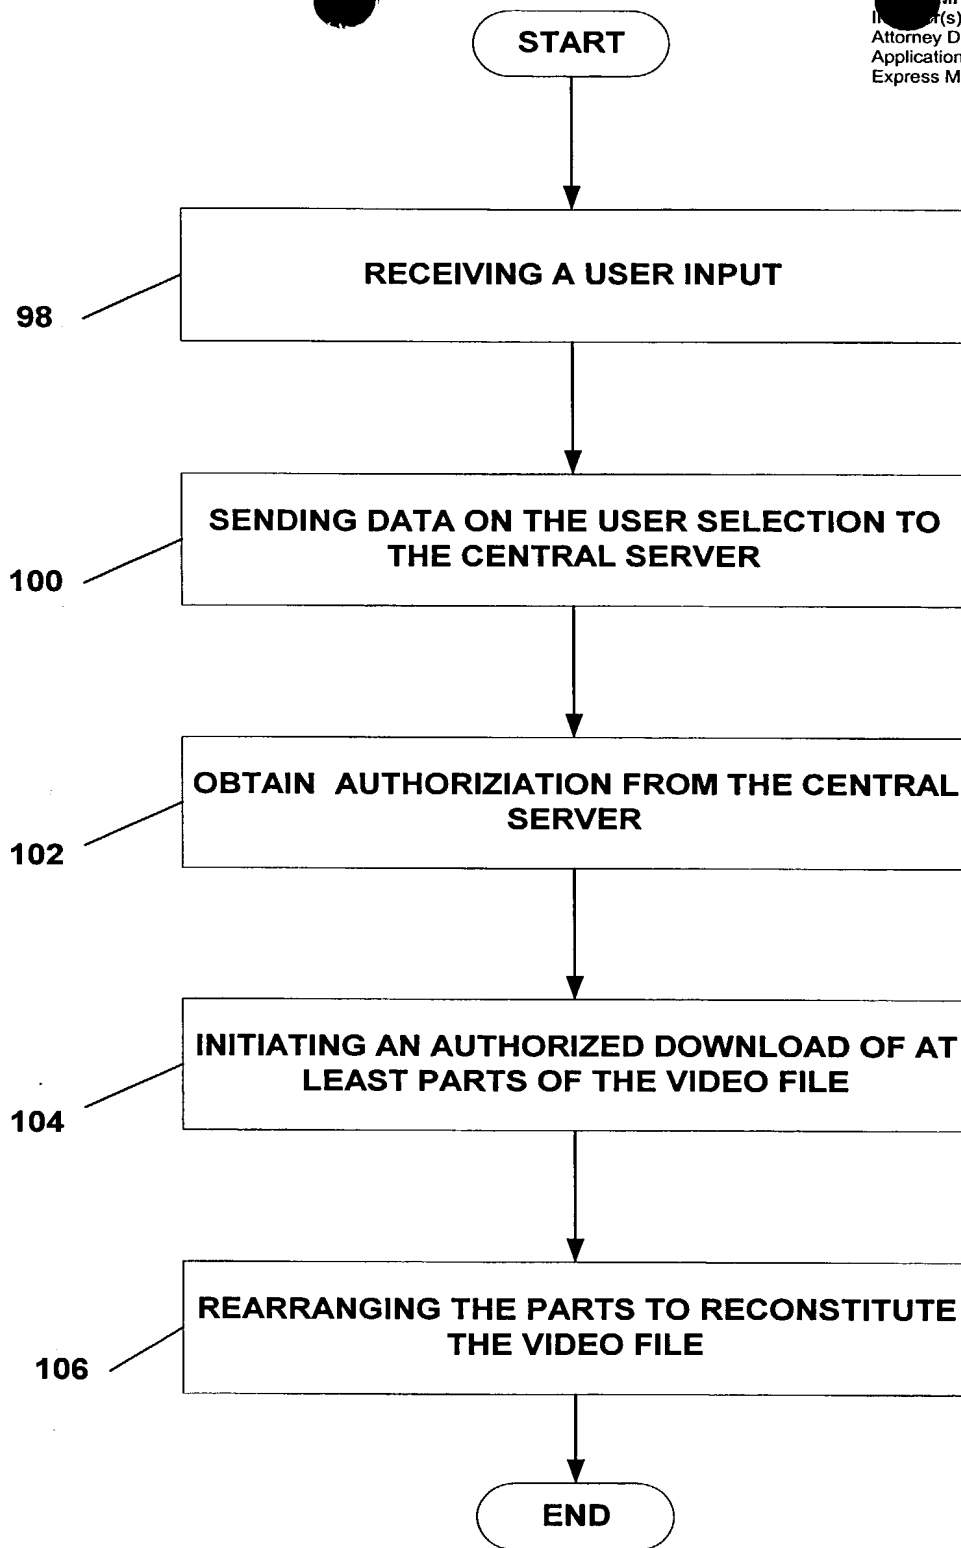 START
Attorney D
Application
Express M
RECEIVING A USER INPUT
98
SENDING DATA ON THE USER SELECTION TO
THE CENTRAL SERVER
100
OBTAIN AUTHORIZIATION FROM THE CENTRAL
SERVER
102
INITIATING AN AUTHORIZED DOWNLOAD OF AT
LEAST PARTS OF THE VIDEO FILE
104
REARRANGING THE PARTS TO RECONSTITUTE
THE VIDEO FILE
106
END